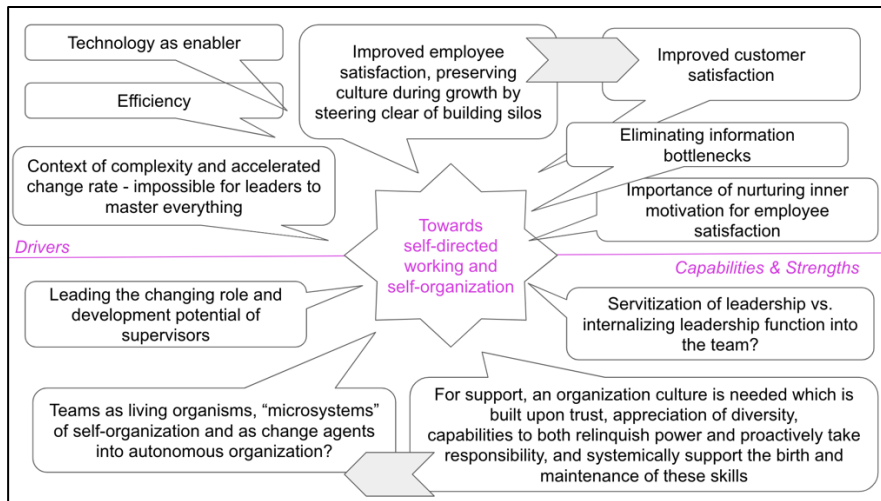 Technology as enabler
Efficiency
Context of complexity and accelerated
change rate - impossible for leaders to
master everything
Improved employee
satisfaction, preserving
culture during growth by
steering clear of building silos
Improved customer
satisfaction
Eliminating information
bottlenecks
Importance of nurturing inner
motivation for employee
satisfaction
Drivers
Towards
self-directed
working and
self-organization
Capabilities & Strengths
Leading the changing role and
development potential of
supervisors
Servitization of leadership vs.
internalizing leadership function into
the team?
Teams as living organisms, “microsystems”
of self-organization and as change agents
into autonomous organization?
For support, an organization culture is needed which is
built upon trust, appreciation of diversity,
capabilities to both relinquish power and proactively take
responsibility, and systemically support the birth and
maintenance of these skills